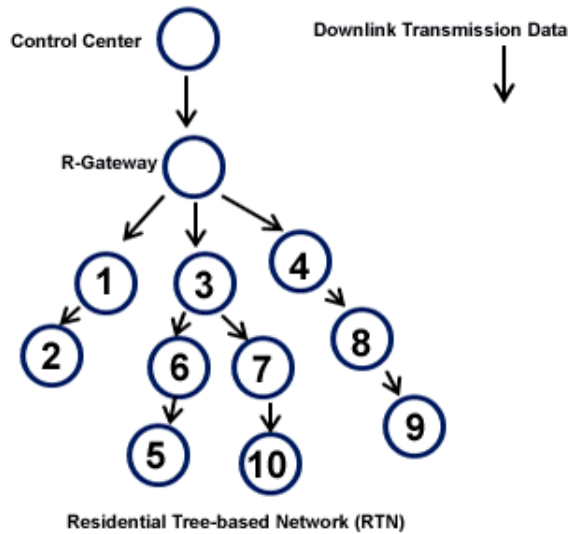 Control Center
Downlink Transmission Data
R-Gateway
1
3
4
2
6
7
8
5
10
9
Residential Tree-based Network (RTN)